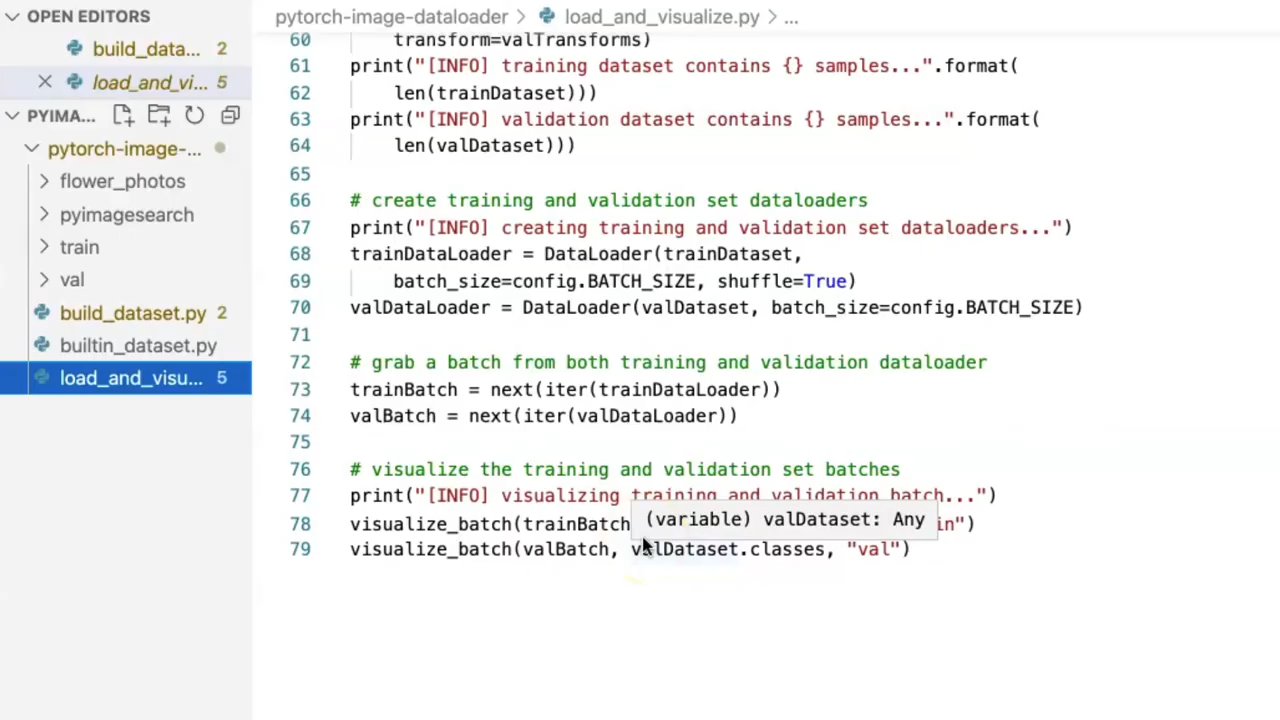 OPEN EDITORS
build_data... 2
load_and_vi... 5
PYIMA...
pytorch-image-...
flower_photos
pyimagesearch
train
val
build_dataset.py 2
builtin_dataset.py
load_and_visu... 5
pytorch-image-dataloader > load_and_visualize.py > ...
60 transform=valTransforms)
61 print("[INFO] training dataset contains {} samples...".format(
62 len(trainDataset)))
63 print("[INFO] validation dataset contains {} samples...".format(
64 len(valDataset)))
65
66 # create training and validation set dataloaders
67 print("[INFO] creating training and validation set dataloaders...")
68 trainDataLoader = DataLoader(trainDataset,
69 batch_size=config.BATCH_SIZE, shuffle=True)
70 valDataLoader = DataLoader(valDataset, batch_size=config.BATCH_SIZE)
71
72 # grab a batch from both training and validation dataloader
73 trainBatch = next(iter(trainDataLoader))
74 valBatch = next(iter(valDataLoader))
75
76 # visualize the training and validation set batches
77 print("[INFO] visualizing training and validation batch...")
78 visualize_batch(trainBatch in")
(variable) valDataset: Any
79 visualize_batch(valBatch, valDataset.classes, "val")